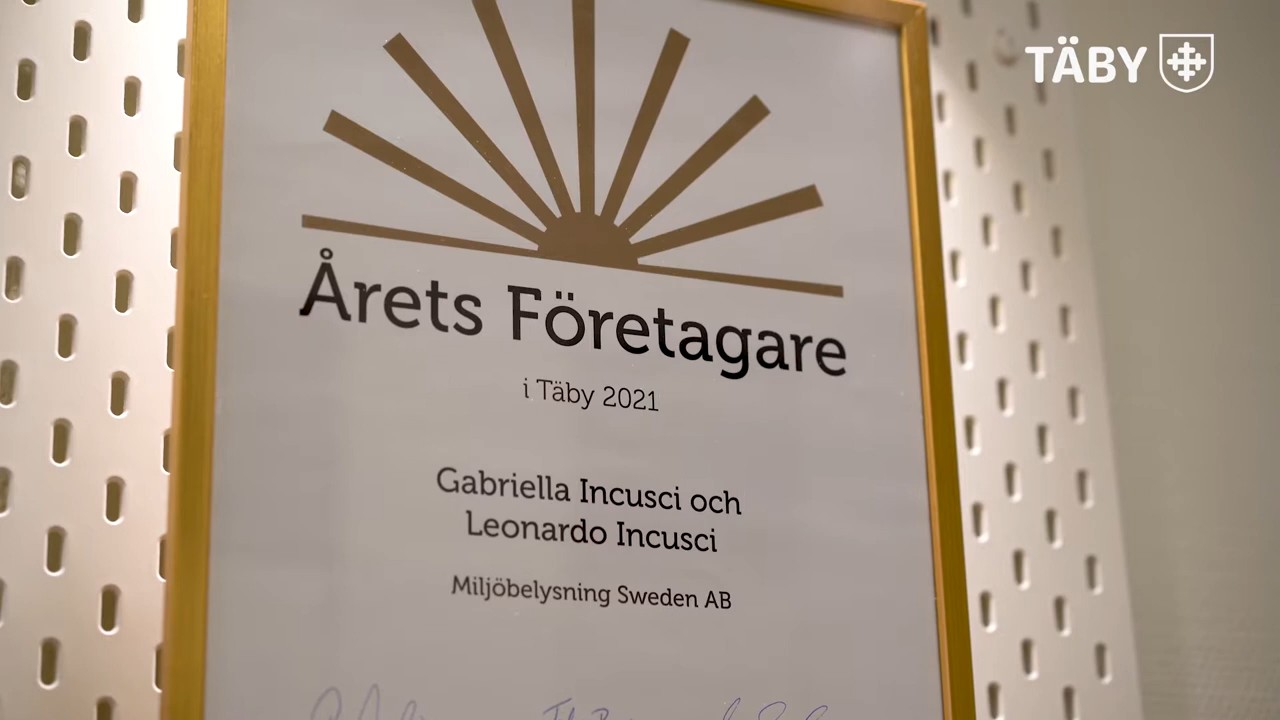 TÄBY
Årets Företagare
i Täby 2021
Gabriella Incusci och
Leonardo Incusci
Miljöbelysning Sweden AB